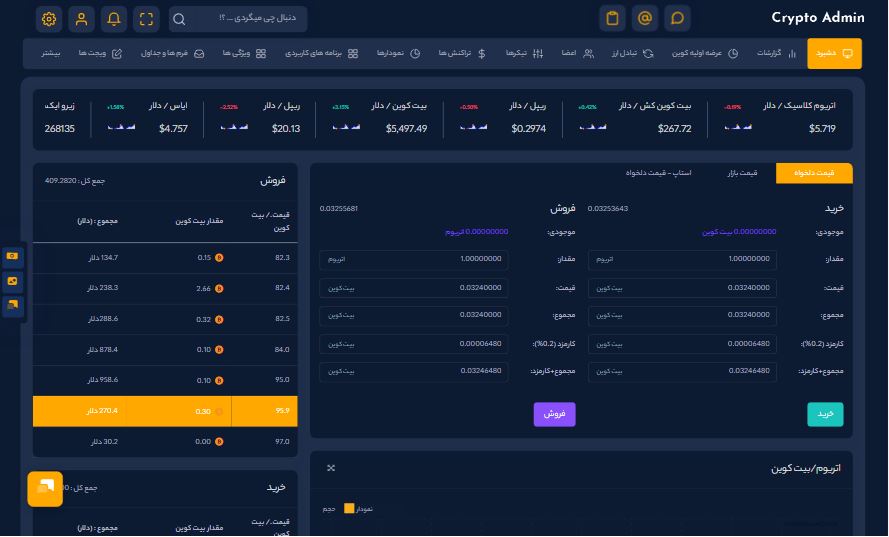 Crypto Admin
دنبال چی میگردی ... ؟!
داشبرد
گزارشات
عرضه اولیه کوین
تبادل ارز
اعضا
تیکرها
تراکنش ها
نمودارها
برنامه های کاربردی
ویژگی ها
فرم ها و جداول
ویجت ها
بیشتر
اتریوم کلاسیک / دلار
-0.19%
$5.719
بیت کوین کش / دلار
+0.42%
$267.72
ریپل / دلار
-0.50%
$0.2974
بیت کوین / دلار
+3.15%
$5,497.49
ریپل / دلار
-2.52%
$20.13
ایاس / دلار
+1.58%
$4.757
زیرو ایکس
268135
قیمت دلخواه
قیمت بازار
استاپ - قیمت دلخواه
خرید
0.03253643
موجودی:
0.00000000 بیت کوین
مقدار:
1.00000000
اتریوم
قیمت:
0.03240000
بیت کوین
مجموع:
0.03240000
بیت کوین
کارمزد (0.2%):
0.00006480
بیت کوین
مجموع+کارمزد:
0.03246480
بیت کوین
خرید
فروش
0.03255681
موجودی:
0.00000000 اتریوم
مقدار:
1.00000000
اتریوم
قیمت:
0.03240000
بیت کوین
مجموع:
0.03240000
بیت کوین
کارمزد (0.2%):
0.00006480
بیت کوین
مجموع+کارمزد:
0.03246480
بیت کوین
فروش
اتریوم/بیت کوین
نمودار
حجم
فروش
جمع کل : 409.2820
قیمت./ بیت کوین
مقدار بیت کوین
مجموع : (دلار)
82.3
0.15
134.7 دلار
82.4
2.66
238.3 دلار
82.5
0.32
288.6دلار
84.0
0.10
878.4 دلار
95.0
0.10
958.6 دلار
95.9
0.30
270.4 دلار
97.0
0.00
30.2 دلار
خرید
جمع کل :
قیمت./ بیت کوین
مقدار بیت کوین
مجموع : (دلار)